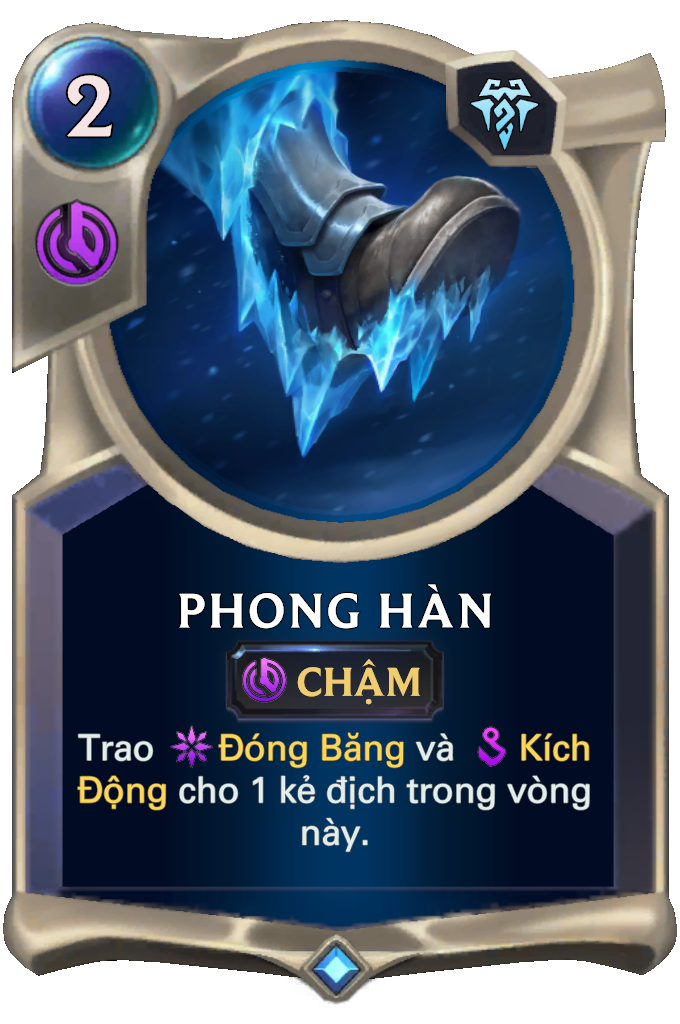 2
PHONG HÀN
CHẬM
Trao Đóng Băng và Kích
Động cho 1 kẻ địch trong vòng
này.